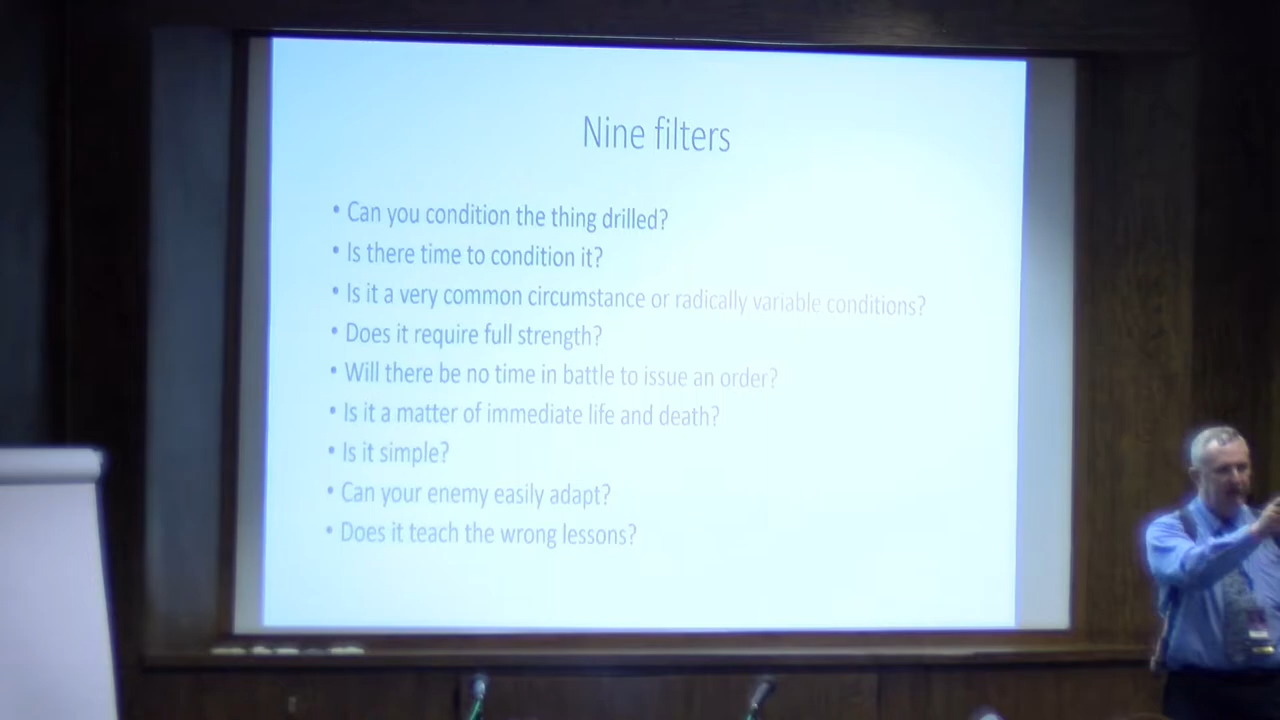 Nine filters
• Can you condition the thing drilled?
• Is there time to condition it?
• Is it a very common circumstance or radically variable conditions?
• Does it require full strength?
• Will there be no time in battle to issue an order?
• Is it a matter of immediate life and death?
• Is it simple?
• Can your enemy easily adapt?
• Does it teach the wrong lessons?